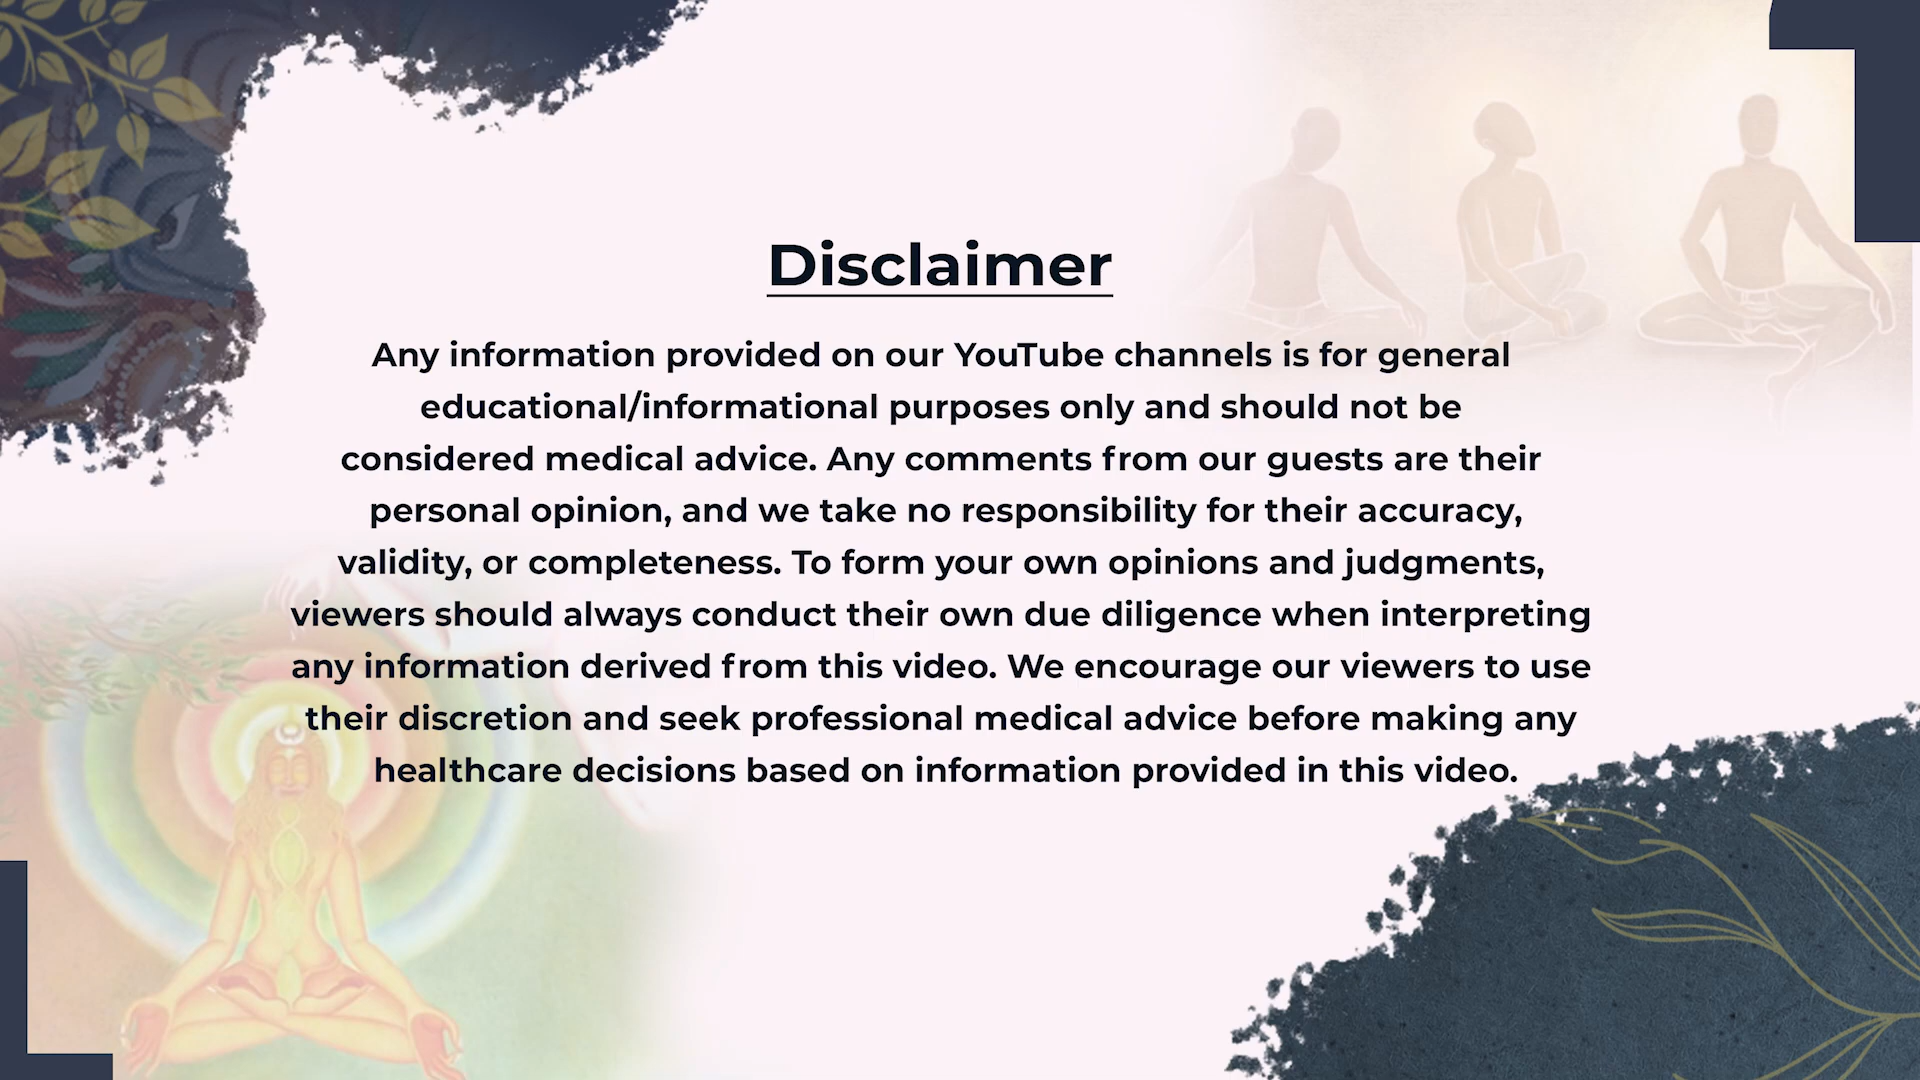 Disclaimer
Any information provided on our YouTube channels is for general
educational/informational purposes only and should not be
considered medical advice. Any comments from our guests are their
personal opinion, and we take no responsibility for their accuracy,
validity, or completeness. To form your own opinions and judgments,
viewers should always conduct their own due diligence when interpreting
any information derived from this video. We encourage our viewers to use
their discretion and seek professional medical advice before making any
healthcare decisions based on information provided in this video.